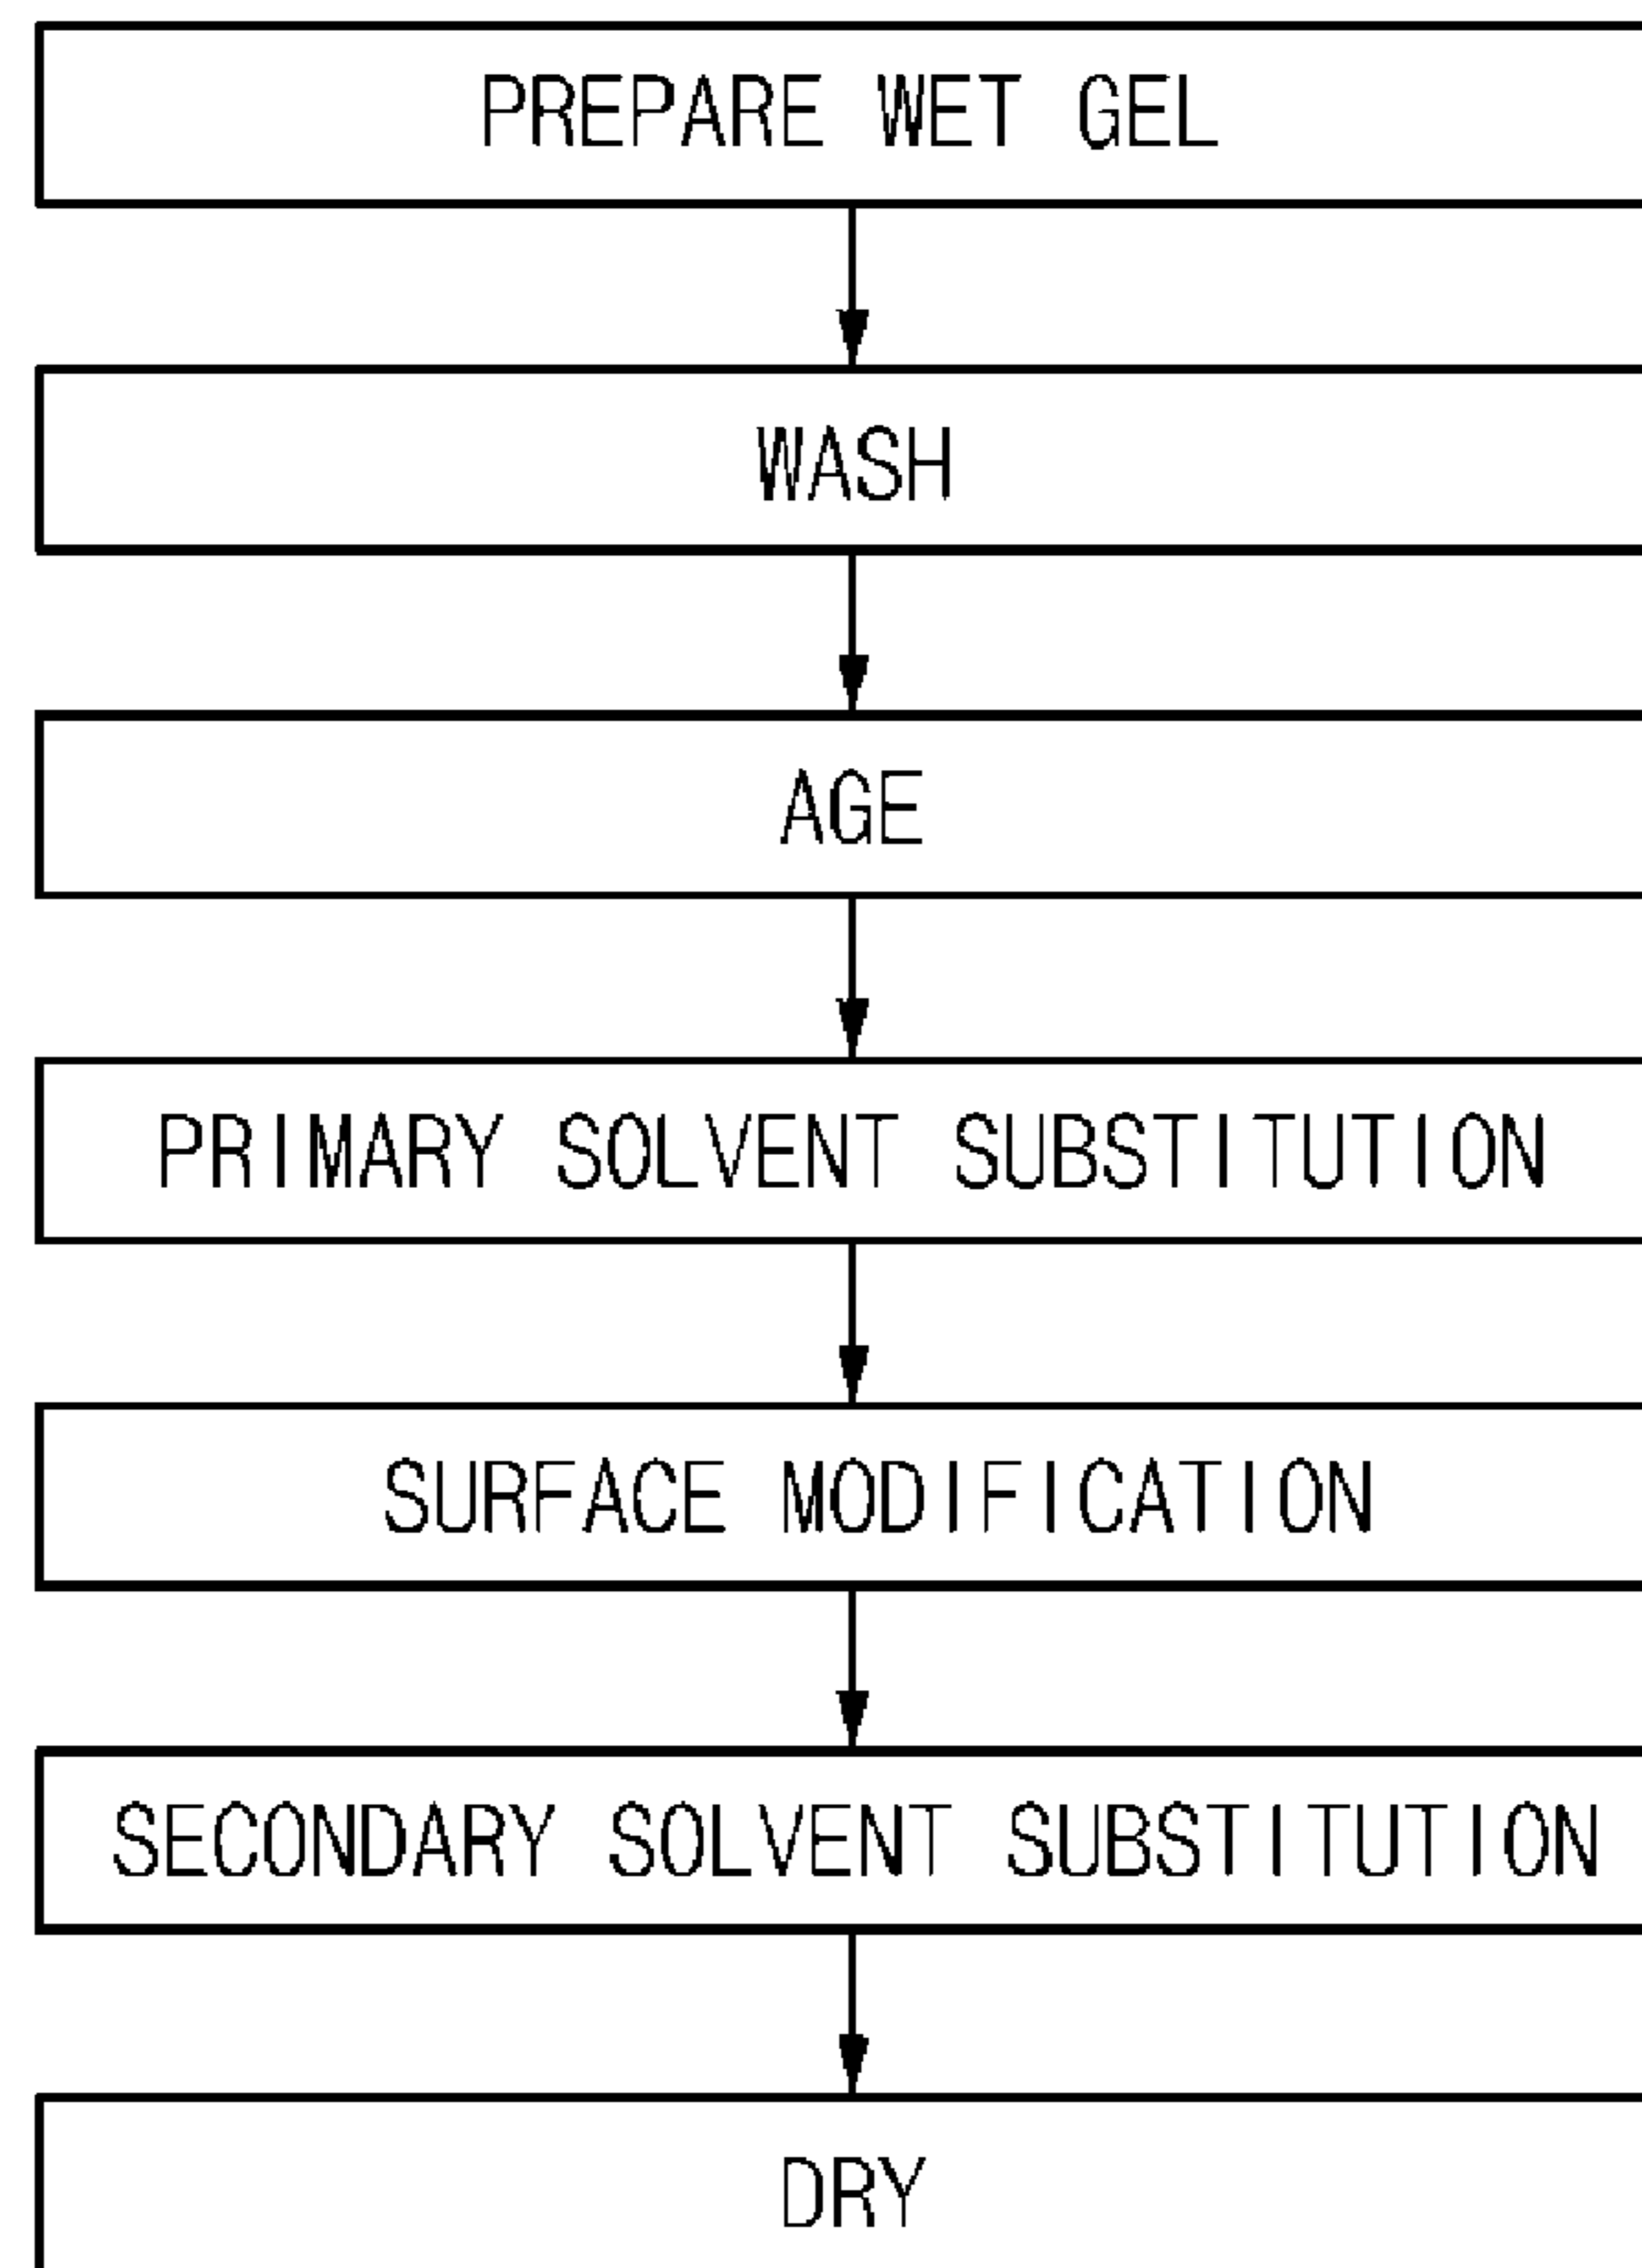 PREPARE WET GEL
WASH
AGE
PRIMARY SOLVENT SUBSTITUTION
SURFACE MODIFICATION
SECONDARY SOLVENT SUBSTITUTION
DRY